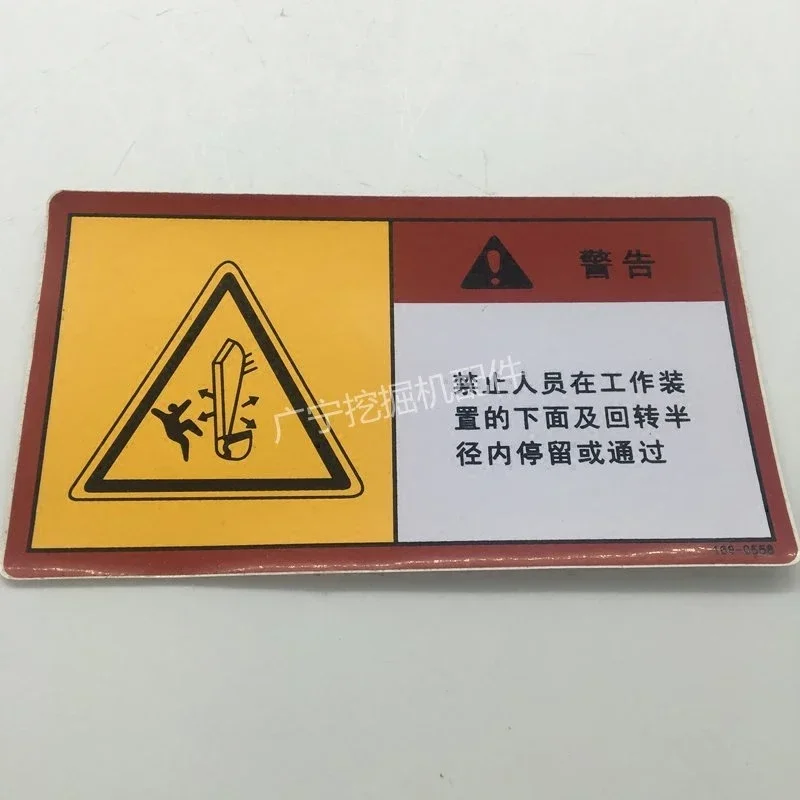 警告
禁止人员在工作装
置的下面及回转半
径内停留或通过
广宁挖掘机配件